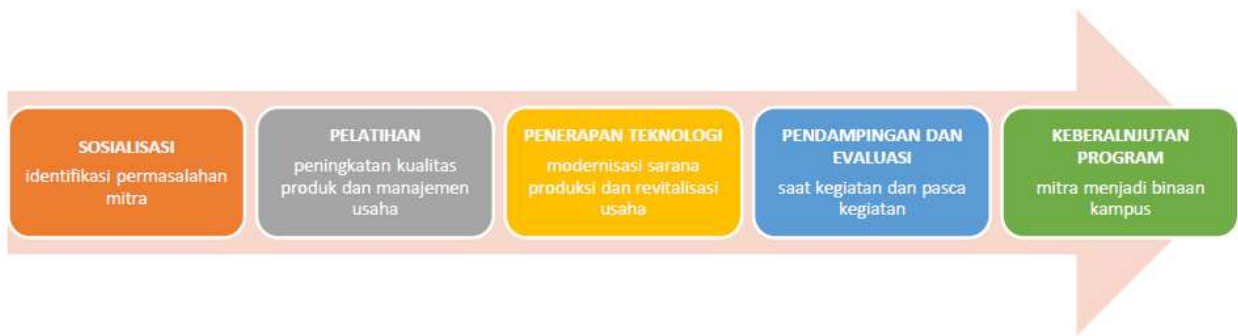 SOSIALISASI
identifikasi permasalahan
mitra
PELATIHAN
peningkatan kualitas
produk dan manajemen
usaha
PENERAPAN TEKNOLOGI
modernisasi sarana
produksi dan revitalisasi
usaha
PENDAMPINGAN DAN
EVALUASI
saat kegiatan dan pasca
kegiatan
KEBERALNJUTAN
PROGRAM
mitra menjadi binaan
kampus